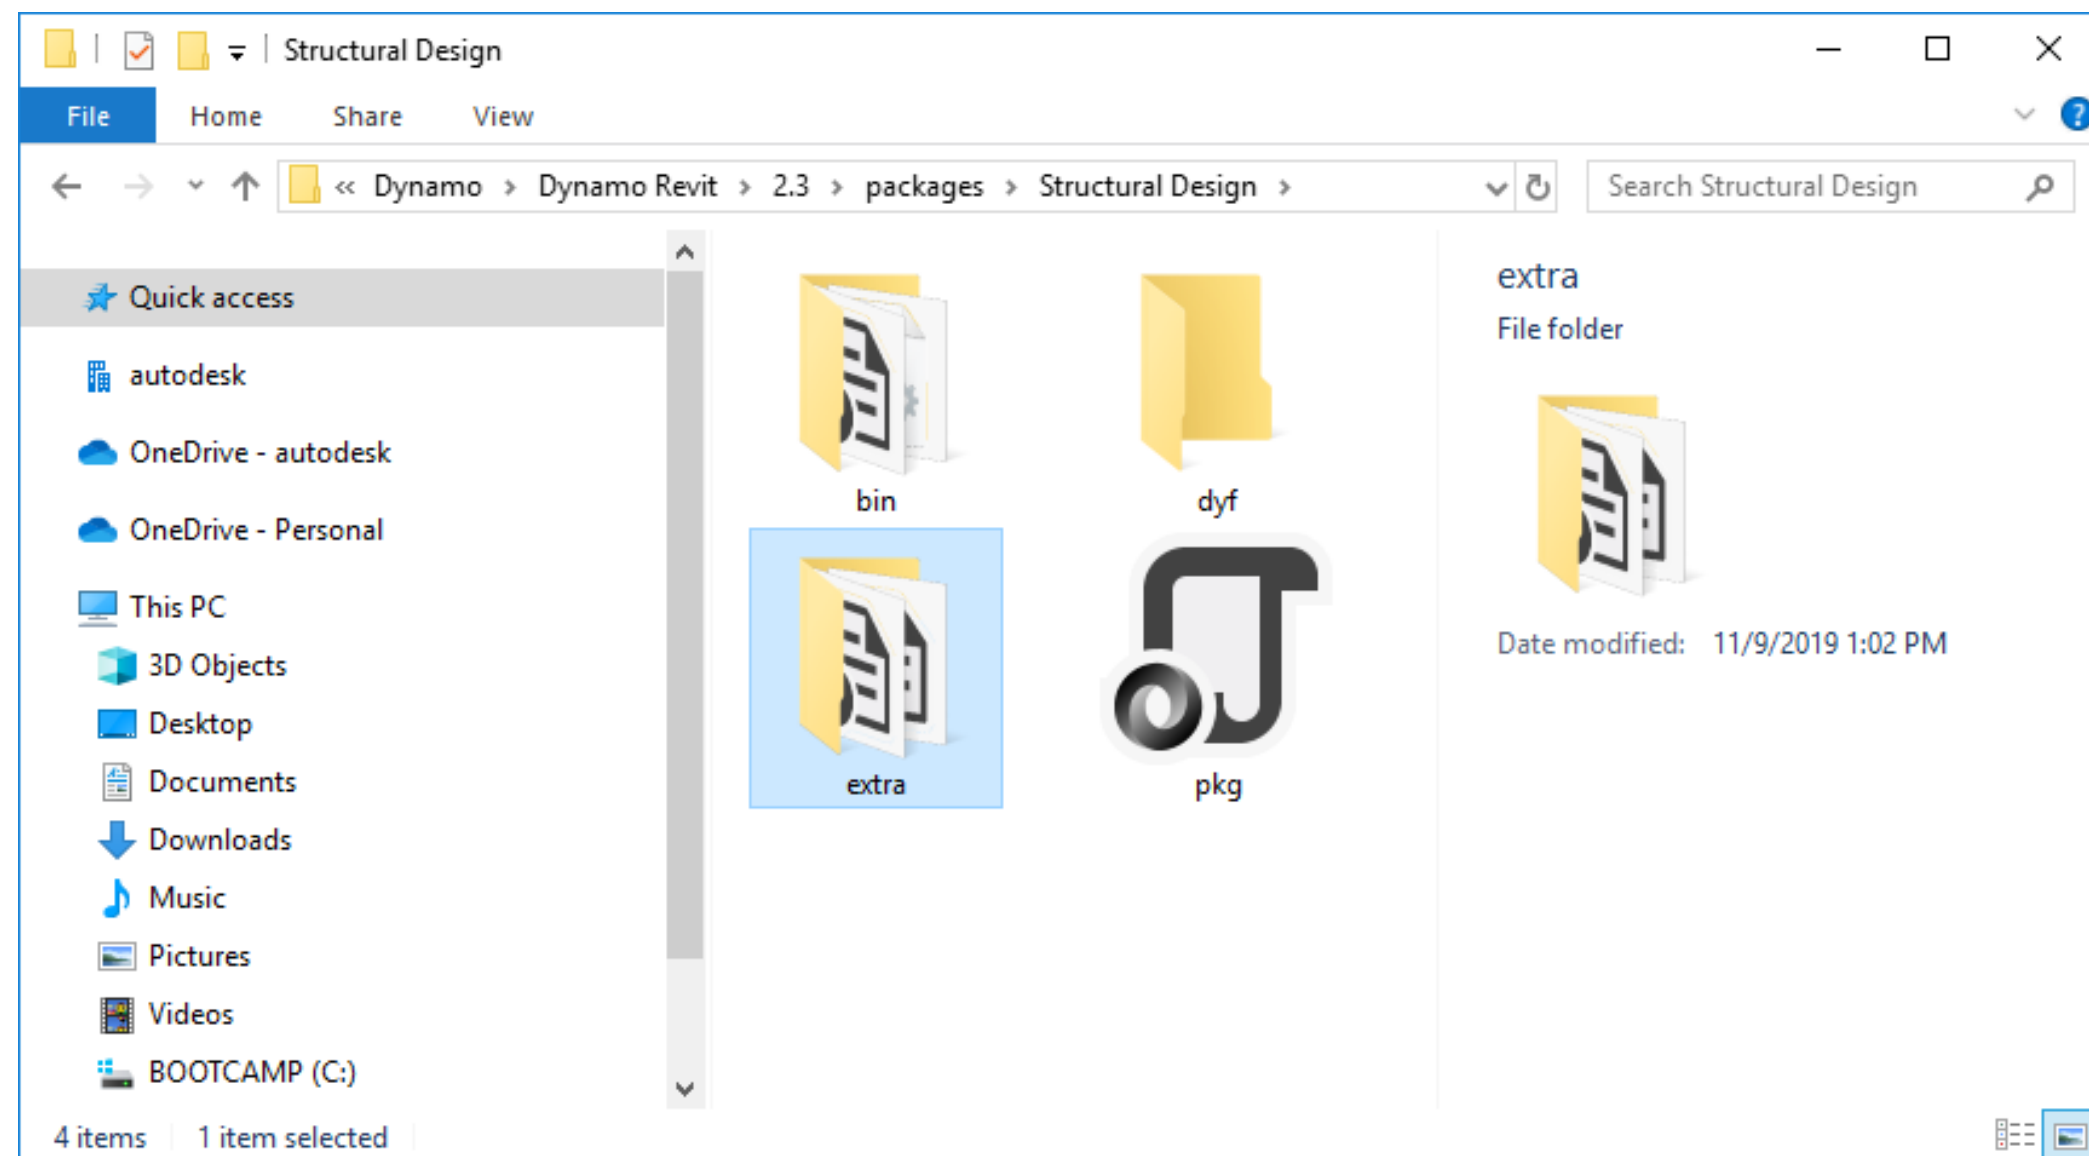 Structural Design
File Home Share View
« Dynamo > Dynamo Revit > 2.3 > packages > Structural Design >
Search Structural Design
Quick access
autodesk
OneDrive - autodesk
OneDrive - Personal
This PC
3D Objects
Desktop
Documents
Downloads
Music
Pictures
Videos
BOOTCAMP (C:)
bin dyf
extra pkg
extra
File folder
Date modified: 11/9/2019 1:02 PM
4 items 1 item selected